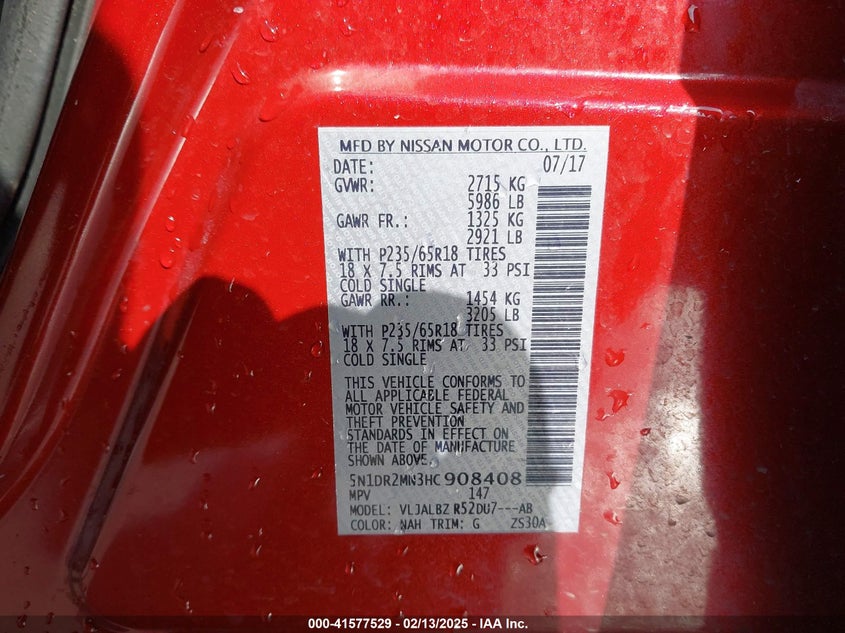 MFD BY NISSAN MOTOR CO., LTD.
DATE: 07/17
GVWR: 2715 KG
5986 LB
GAWR FR.: 1325 KG
2921 LB
WITH P235/65R18 TIRES
18 X 7.5 RIMS AT 33 PSI
COLD SINGLE
GAWR RR.: 1454 KG
3205 LB
WITH P235/65R18 TIRES
18 X 7.5 RIMS AT 33 PSI
COLD SINGLE
THIS VEHICLE CONFORMS TO
ALL APPLICABLE FEDERAL
MOTOR VEHICLE SAFETY AND
THEFT PREVENTION
STANDARDS IN EFFECT ON
THE DATE OF MANUFACTURE
SHOWN ABOVE.
5N1DR2MN3HC908408
MPV 147
MODEL: VLJALBZ R52DU7---AB
COLOR: NAH TRIM: G ZS30A
000-41577529 - 02/13/2025 - IAA Inc.